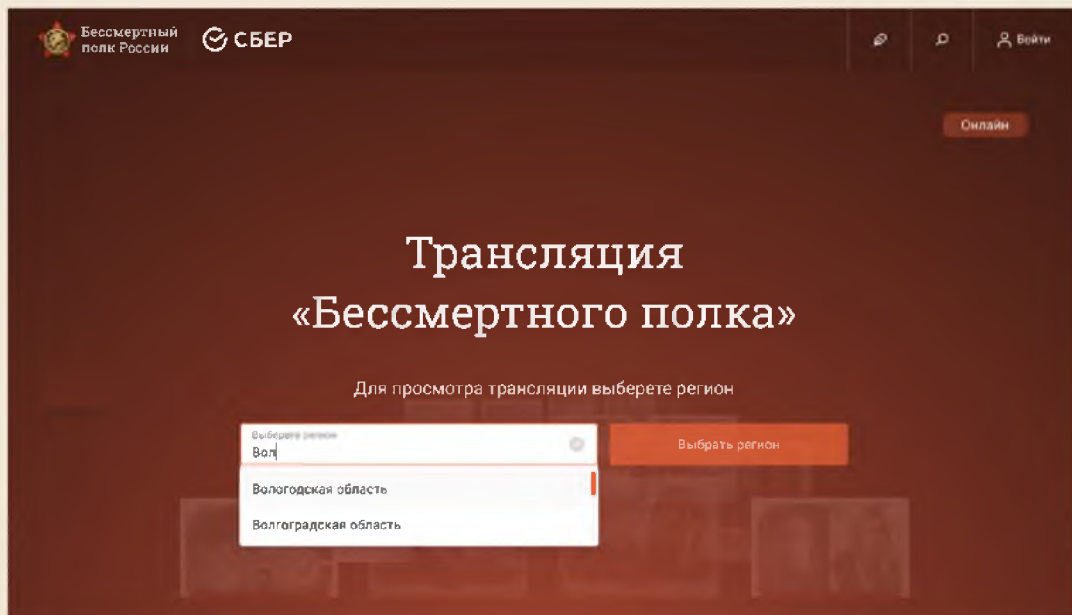 Бессмертный
полк России
СБЕР
Войти
Онлайн
Трансляция
«Бессмертного полка»
Для просмотра трансляции выберете регион
Выберете регион
Вол
Выбрать регион
Вологодская область
Волгоградская область